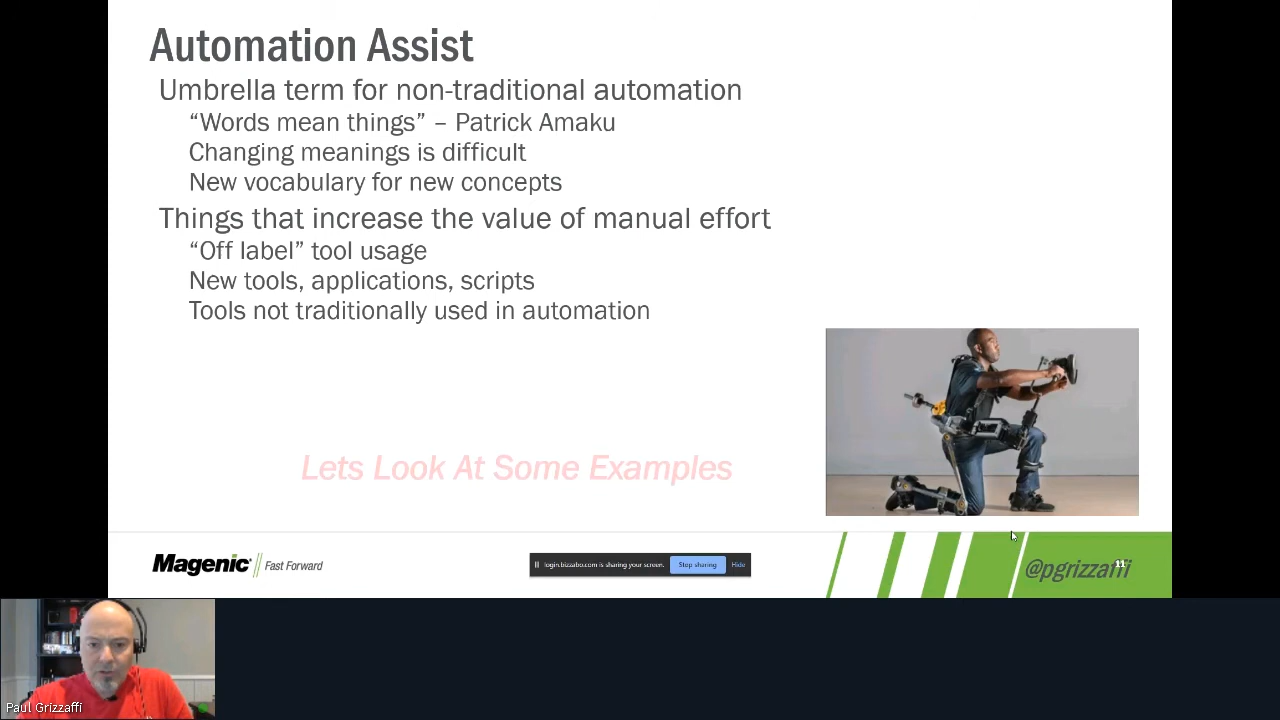 Automation Assist
Umbrella term for non-traditional automation
“Words mean things” – Patrick Amaku
Changing meanings is difficult
New vocabulary for new concepts
Things that increase the value of manual effort
“Off label” tool usage
New tools, applications, scripts
Tools not traditionally used in automation
Lets Look At Some Examples
Magenic Fast Forward
login.bizzabo.com is sharing your screen. Stop sharing Hide
@pgrizzaffi 11
Paul Grizzaffi